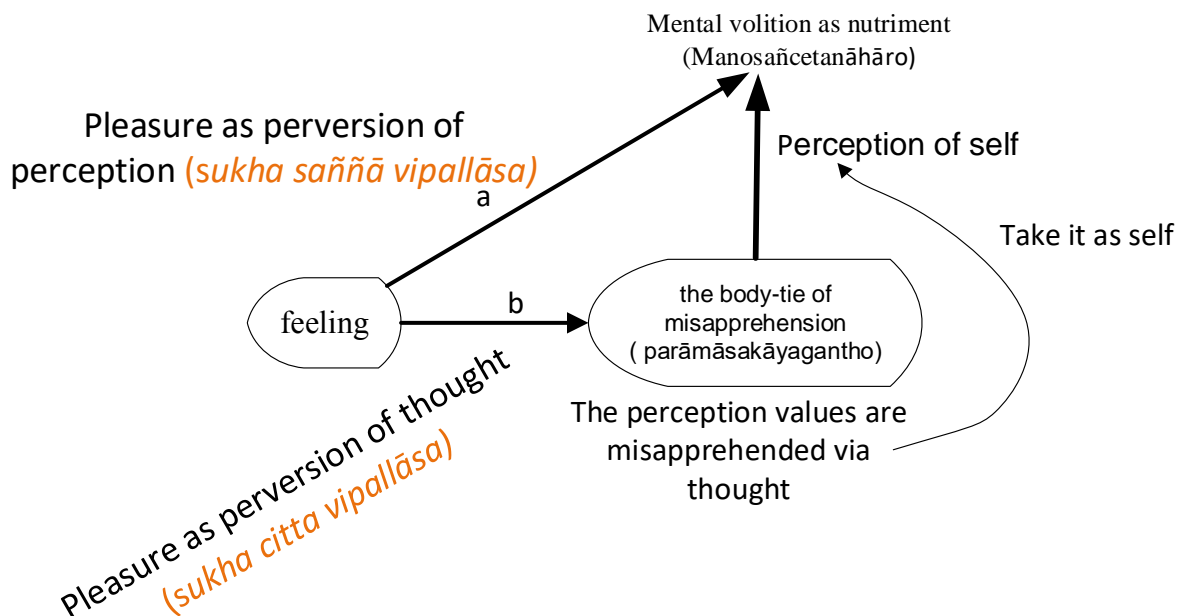 Mental volition as nutriment
(Manosañcetanāhāro)
Pleasure as perversion of
perception (sukha saññā vipallāsa)
a
Perception of self
Take it as self
feeling
b
the body-tie of
misapprehension
( parāmāsakāyagantho)
The perception values are
misapprehended via
thought
Pleasure as perversion of thought
(sukha citta vipallāsa)